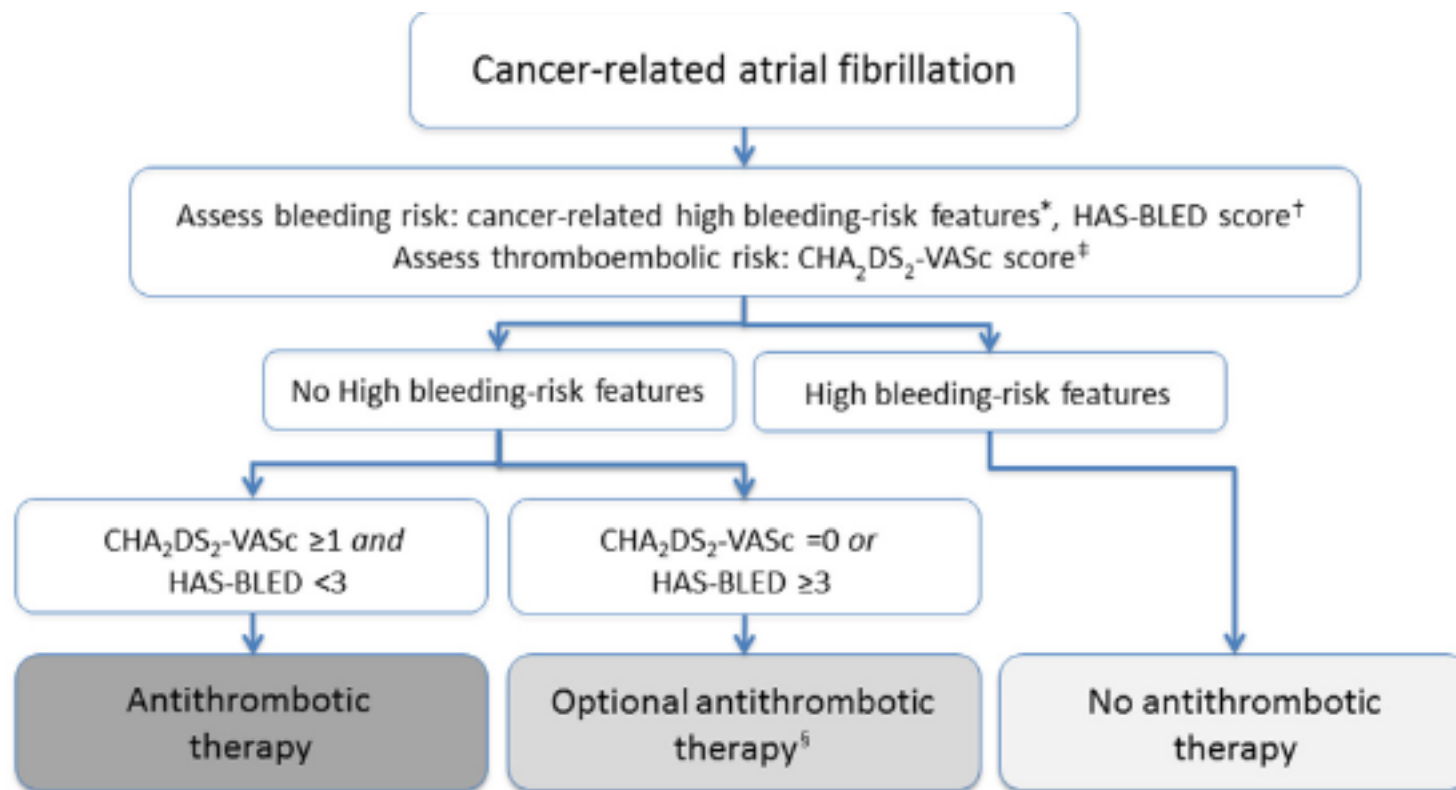 Cancer-related atrial fibrillation
Assess bleeding risk: cancer-related high bleeding-risk features*, HAS-BLED score†
Assess thromboembolic risk: CHA₂DS₂-VASc score‡
No High bleeding-risk features
High bleeding-risk features
CHA₂DS₂-VASc ≥1 and
HAS-BLED <3
CHA₂DS₂-VASc =0 or
HAS-BLED ≥3
Antithrombotic
therapy
Optional antithrombotic
therapy§
No antithrombotic
therapy